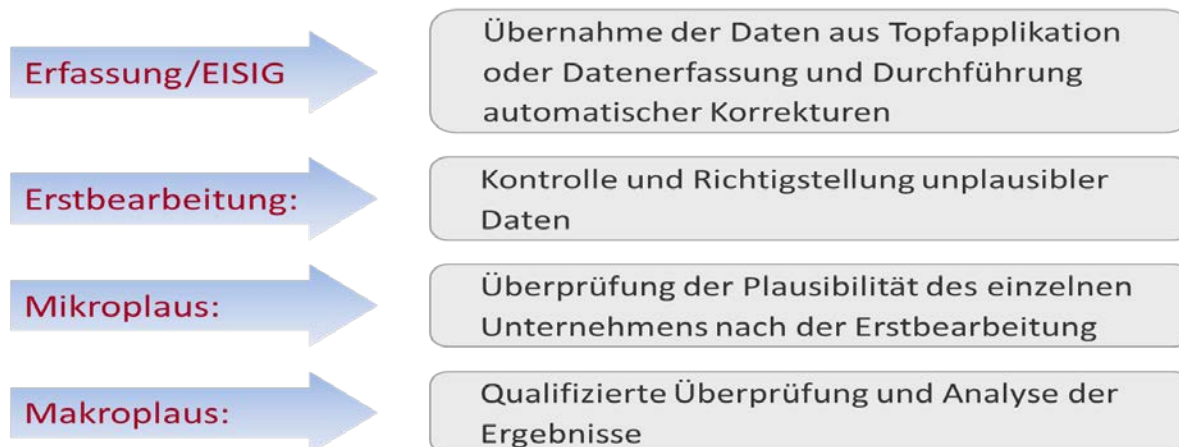 Erfassung/EISIG
Übernahme der Daten aus Topfapplikation
oder Datenerfassung und Durchführung
automatischer Korrekturen
Erstbearbeitung:
Kontrolle und Richtigstellung unplausibler
Daten
Mikroplaus:
Überprüfung der Plausibilität des einzelnen
Unternehmens nach der Erstbearbeitung
Makroplaus:
Qualifizierte Überprüfung und Analyse der
Ergebnisse